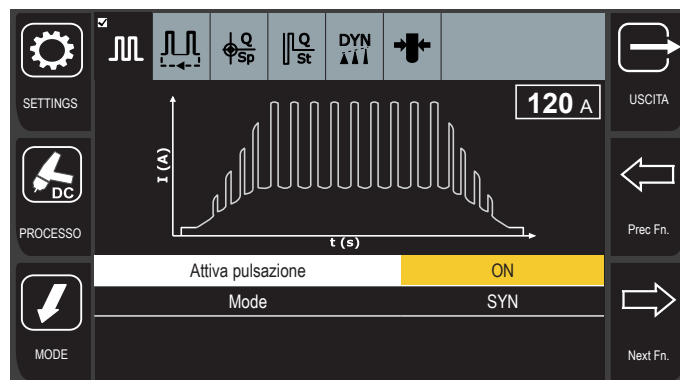 SETTINGS
PROCESSO
DC
MODE
Q
Sp
Q
St
DYN
120 A
I (A)
t (s)
Attiva pulsazione ON
Mode SYN
USCITA
Prec Fn.
Next Fn.